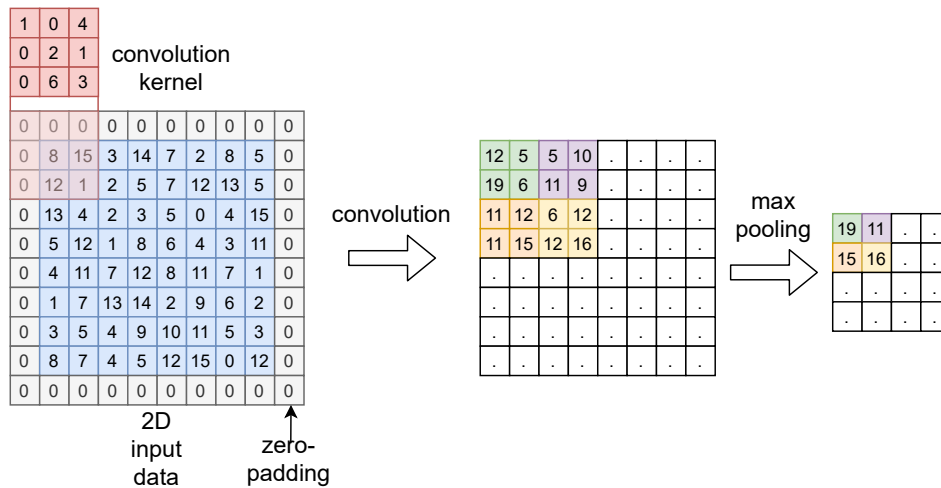 1 0 4
0 2 1
0 6 3
convolution
kernel
0 0 0 0 0 0 0 0 0 0
0 8 15 3 14 7 2 8 5 0
0 12 1 2 5 7 12 13 5 0
0 13 4 2 3 5 0 4 15 0
0 5 12 1 8 6 4 3 11 0
0 4 11 7 12 8 11 7 1 0
0 1 7 13 14 2 9 6 2 0
0 3 5 4 9 10 11 5 3 0
0 8 7 4 5 12 15 0 12 0
0 0 0 0 0 0 0 0 0 0
2D
input
data
zero-
padding
convolution
12 5 5 10 . . . .
19 6 11 9 . . . .
11 12 6 12 . . . .
11 15 12 16 . . . .
. . . . . . . .
. . . . . . . .
. . . . . . . .
. . . . . . . .
max
pooling
19 11 . .
15 16 . .
. . . .
. . . .